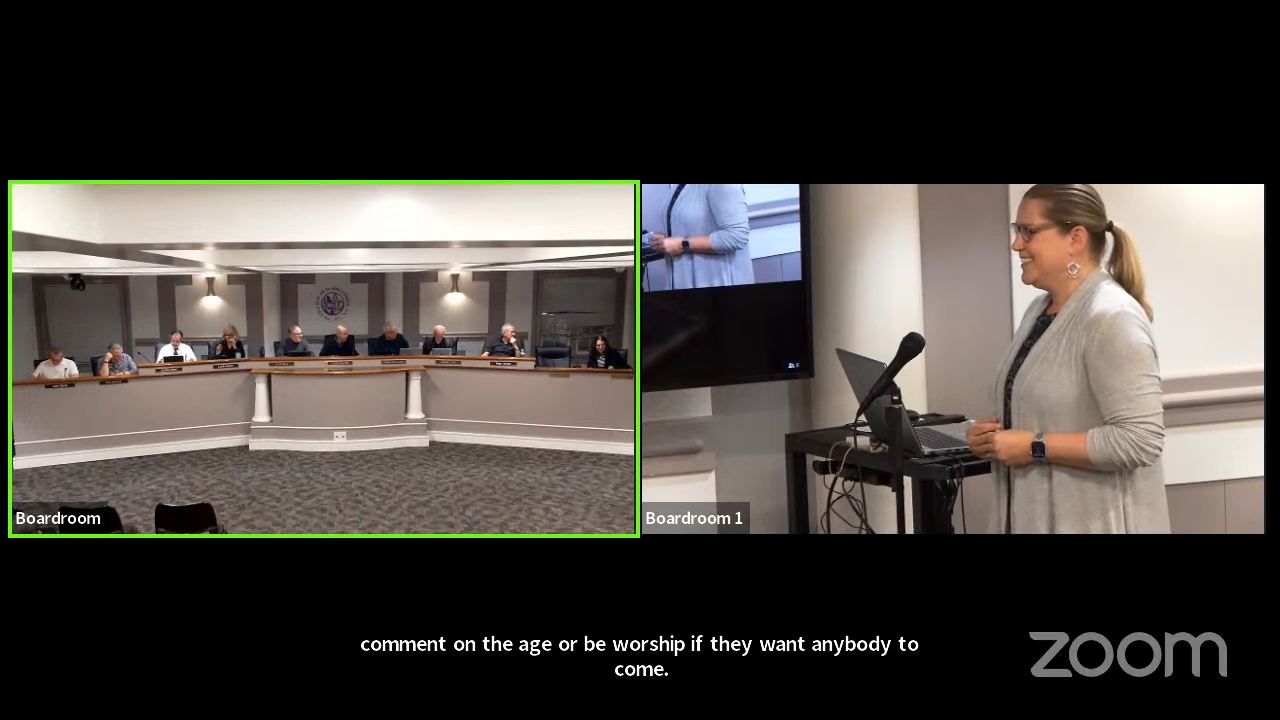 Boardroom
Boardroom 1
comment on the age or be worship if they want anybody to
come.
zoom